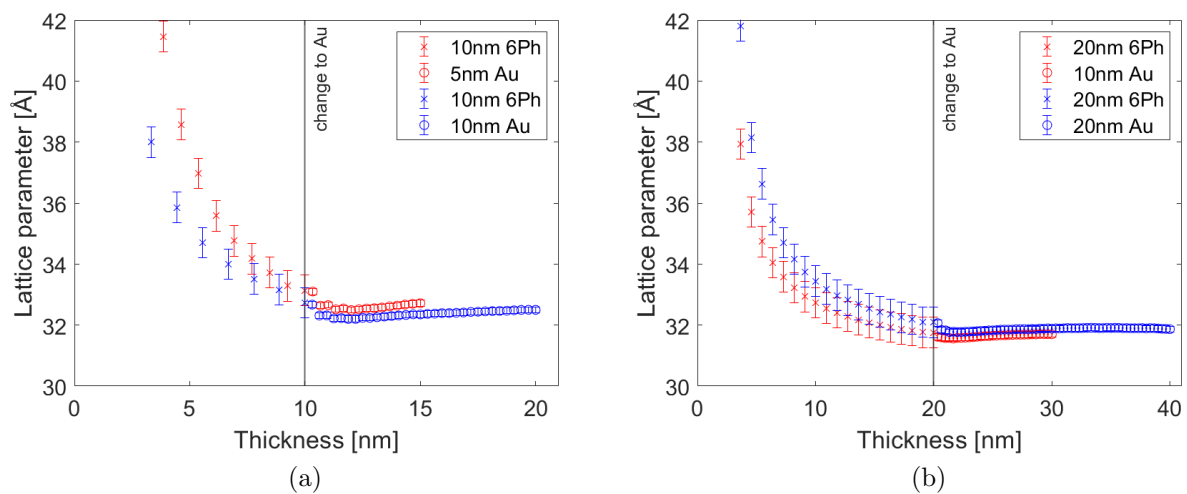 42
40
38
36
34
32
30
Lattice parameter [Å]
0
5
10
15
20
Thickness [nm]
change to Au
10nm 6Ph
5nm Au
10nm 6Ph
10nm Au
(a)
42
40
38
36
34
32
30
Lattice parameter [Å]
0
10
20
30
40
Thickness [nm]
change to Au
20nm 6Ph
10nm Au
20nm 6Ph
20nm Au
(b)